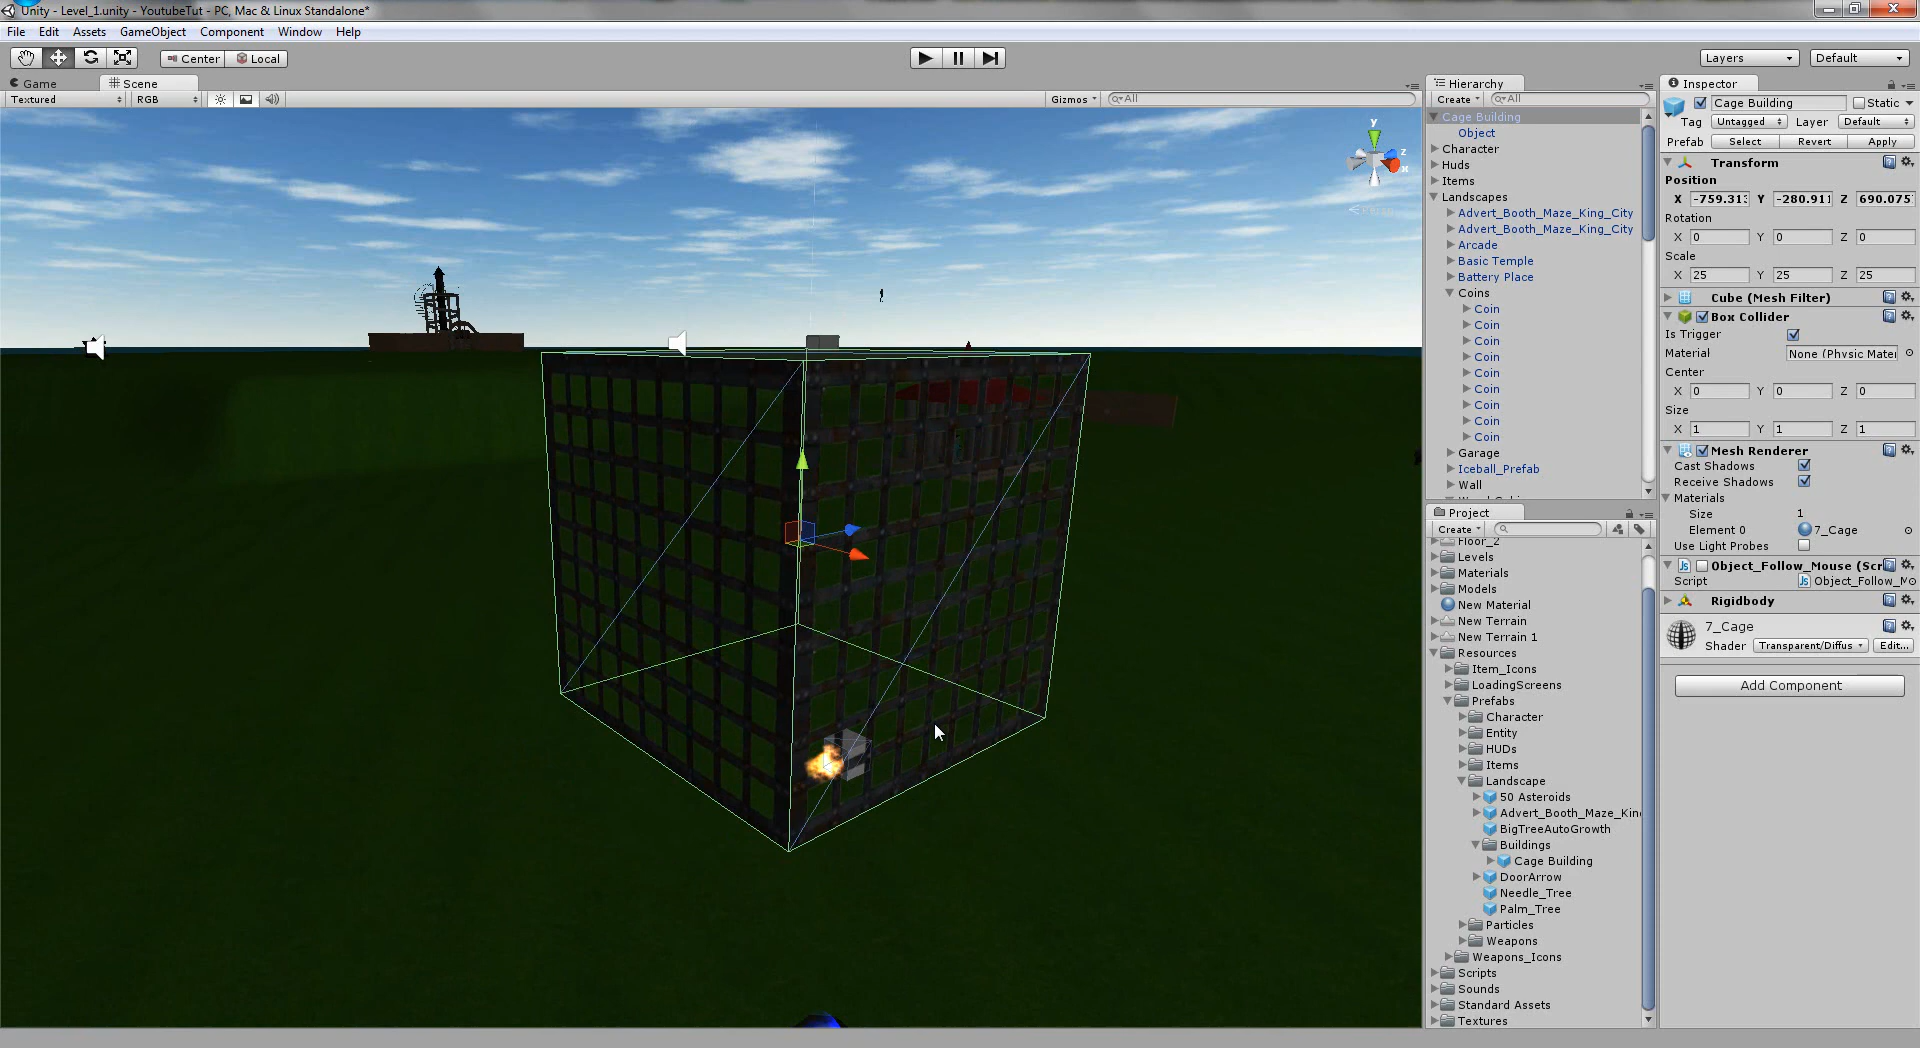 Unity - Level_1.unity - YoutubeTut - PC, Mac & Linux Standalone*
File Edit Assets GameObject Component Window Help
Center Local
Layers Default
Game Scene
Textured RGB Gizmos All
Hierarchy
Create All
Cage Building
Object
Character
Huds
Items
Landscapes
Advert_Booth_Maze_King_City
Advert_Booth_Maze_King_City
Arcade
Basic Temple
Battery Place
Coins
Coin
Coin
Coin
Coin
Coin
Coin
Coin
Coin
Coin
Garage
Iceball_Prefab
Wall
Project
Create
Floor_2
Levels
Materials
Models
New Material
New Terrain
New Terrain 1
Resources
Item_Icons
LoadingScreens
Prefabs
Character
Entity
HUDs
Items
Landscape
50 Asteroids
Advert_Booth_Maze_Kin
BigTreeAutoGrowth
Buildings
Cage Building
DoorArrow
Needle_Tree
Palm_Tree
Particles
Weapons
Weapons_Icons
Scripts
Sounds
Standard Assets
Textures
Inspector
Cage Building Static
Tag Untagged Layer Default
Prefab Select Revert Apply
Transform
Position
X -759.313 Y -280.911 Z 690.075
Rotation
X 0 Y 0 Z 0
Scale
X 25 Y 25 Z 25
Cube (Mesh Filter)
Box Collider
Is Trigger
Material None (Physic Mater
Center
X 0 Y 0 Z 0
Size
X 1 Y 1 Z 1
Mesh Renderer
Cast Shadows
Receive Shadows
Materials
Size 1
Element 0 7_Cage
Use Light Probes
Object_Follow_Mouse (Scr
Script Object_Follow_M
Rigidbody
7_Cage
Shader Transparent/Diffus Edit...
Add Component
y
z
x